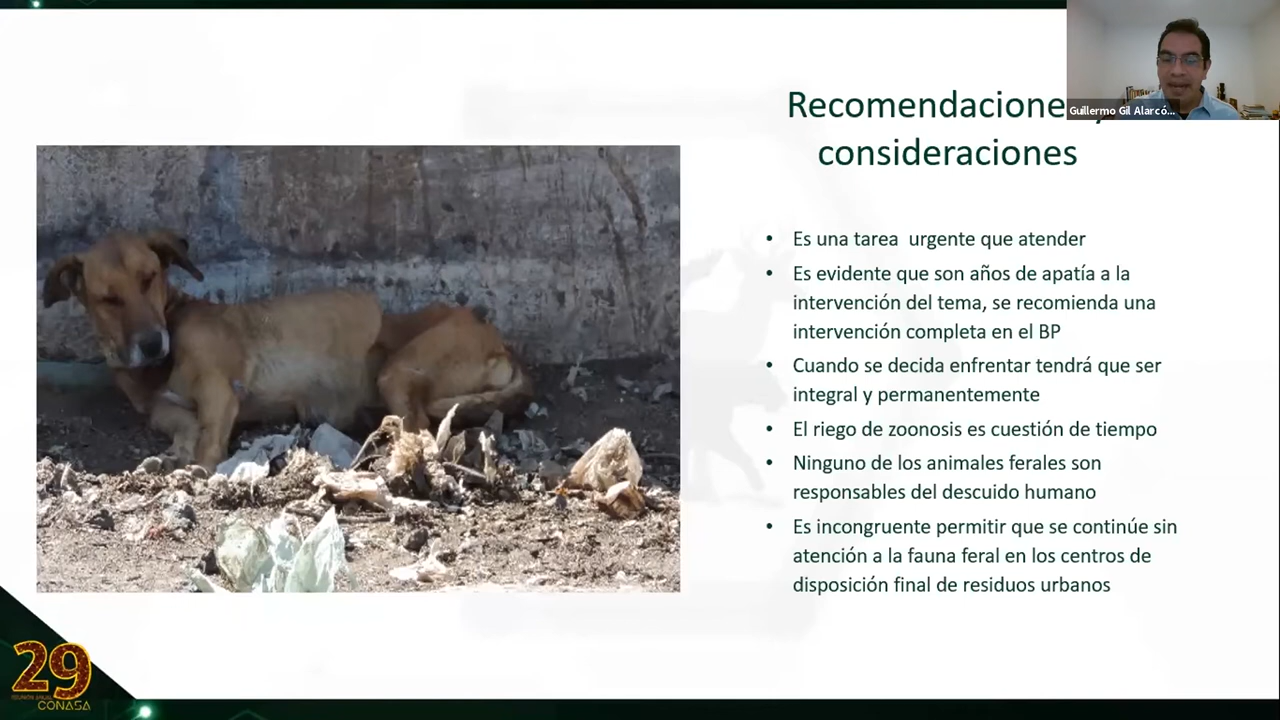 Recomendacione
consideraciones
Guillermo Gil Alarcó...
• Es una tarea urgente que atender
• Es evidente que son años de apatía a la
intervención del tema, se recomienda una
intervención completa en el BP
• Cuando se decida enfrentar tendrá que ser
integral y permanentemente
• El riego de zoonosis es cuestión de tiempo
• Ninguno de los animales ferales son
responsables del descuido humano
• Es incongruente permitir que se continúe sin
atención a la fauna feral en los centros de
disposición final de residuos urbanos
29
REUNIÓN ANUAL
CONASA